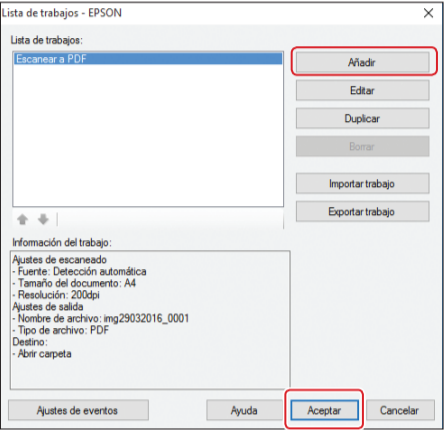 Lista de trabajos - EPSON
Lista de trabajos:
Escanear a PDF
Añadir
Editar
Duplicar
Borrar
Importar trabajo
Exportar trabajo
Información del trabajo:
Ajustes de escaneado
- Fuente: Detección automática
- Tamaño del documento: A4
- Resolución: 200dpi
Ajustes de salida
- Nombre de archivo: img29032016_0001
- Tipo de archivo: PDF
Destino:
- Abrir carpeta
Ajustes de eventos
Ayuda
Aceptar
Cancelar